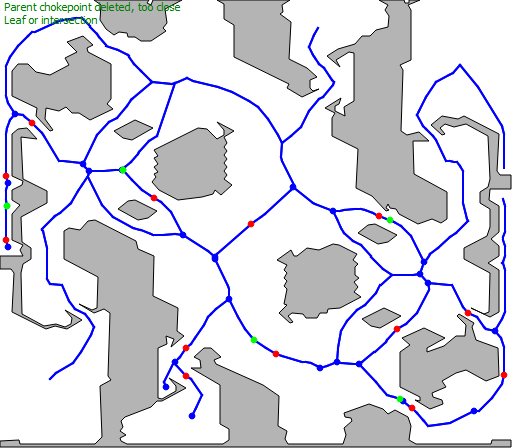 Parent chokepoint deleted, too close
Leaf or intersection